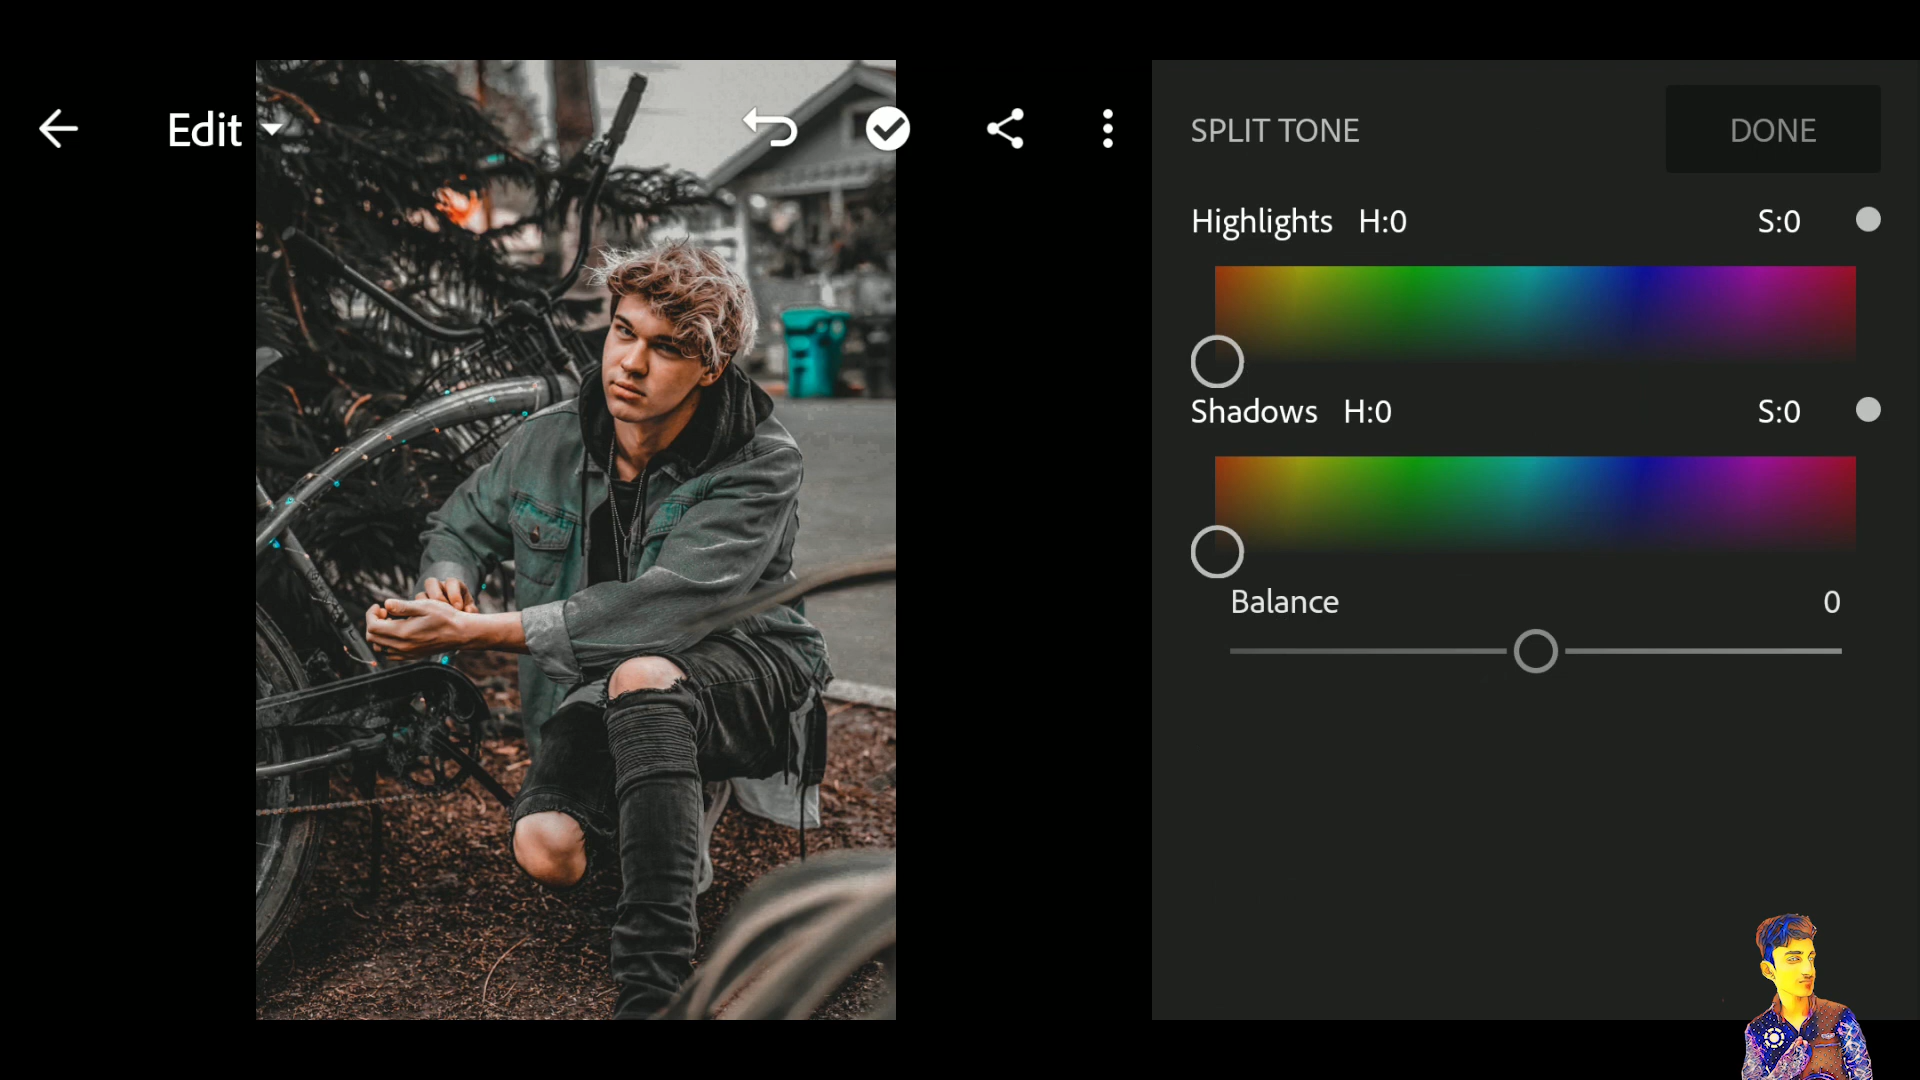 Edit
SPLIT TONE
DONE
Highlights H:0 S:0
Shadows H:0 S:0
Balance 0